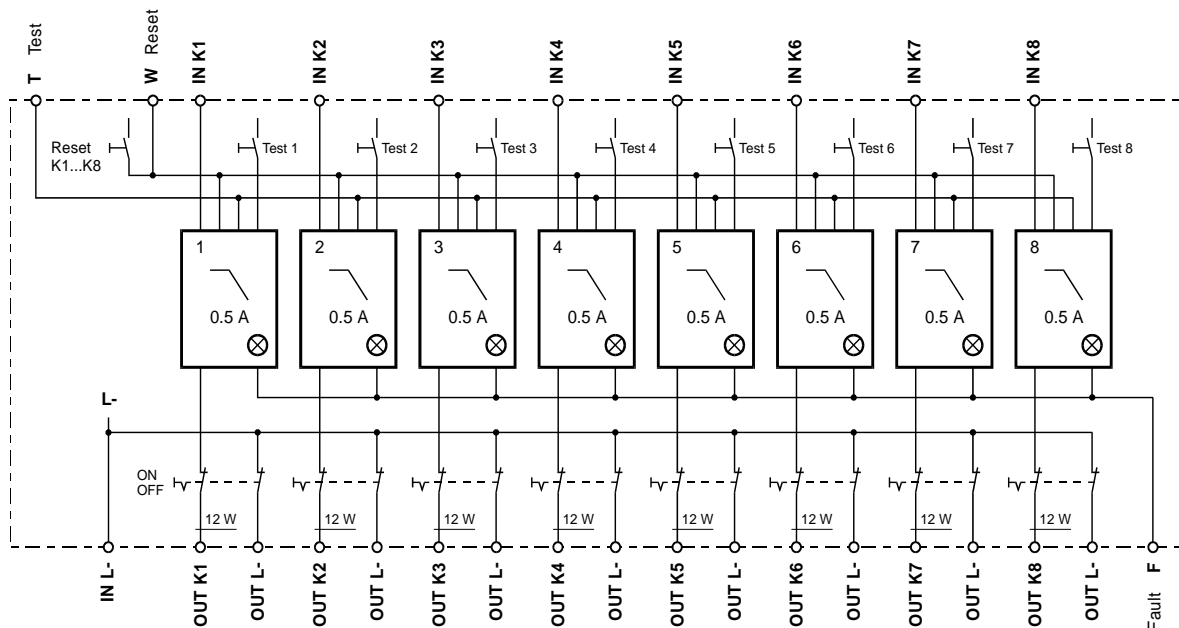 T Test
W Reset
IN K1
IN K2
IN K3
IN K4
IN K5
IN K6
IN K7
IN K8
Reset
K1...K8
Test 1
Test 2
Test 3
Test 4
Test 5
Test 6
Test 7
Test 8
1
2
3
4
5
6
7
8
0.5 A
0.5 A
0.5 A
0.5 A
0.5 A
0.5 A
0.5 A
0.5 A
L-
ON
OFF
12 W
12 W
12 W
12 W
12 W
12 W
12 W
12 W
IN L-
OUT K1
OUT L-
OUT K2
OUT L-
OUT K3
OUT L-
OUT K4
OUT L-
OUT K5
OUT L-
OUT K6
OUT L-
OUT K7
OUT L-
OUT K8
OUT L-
Fault F